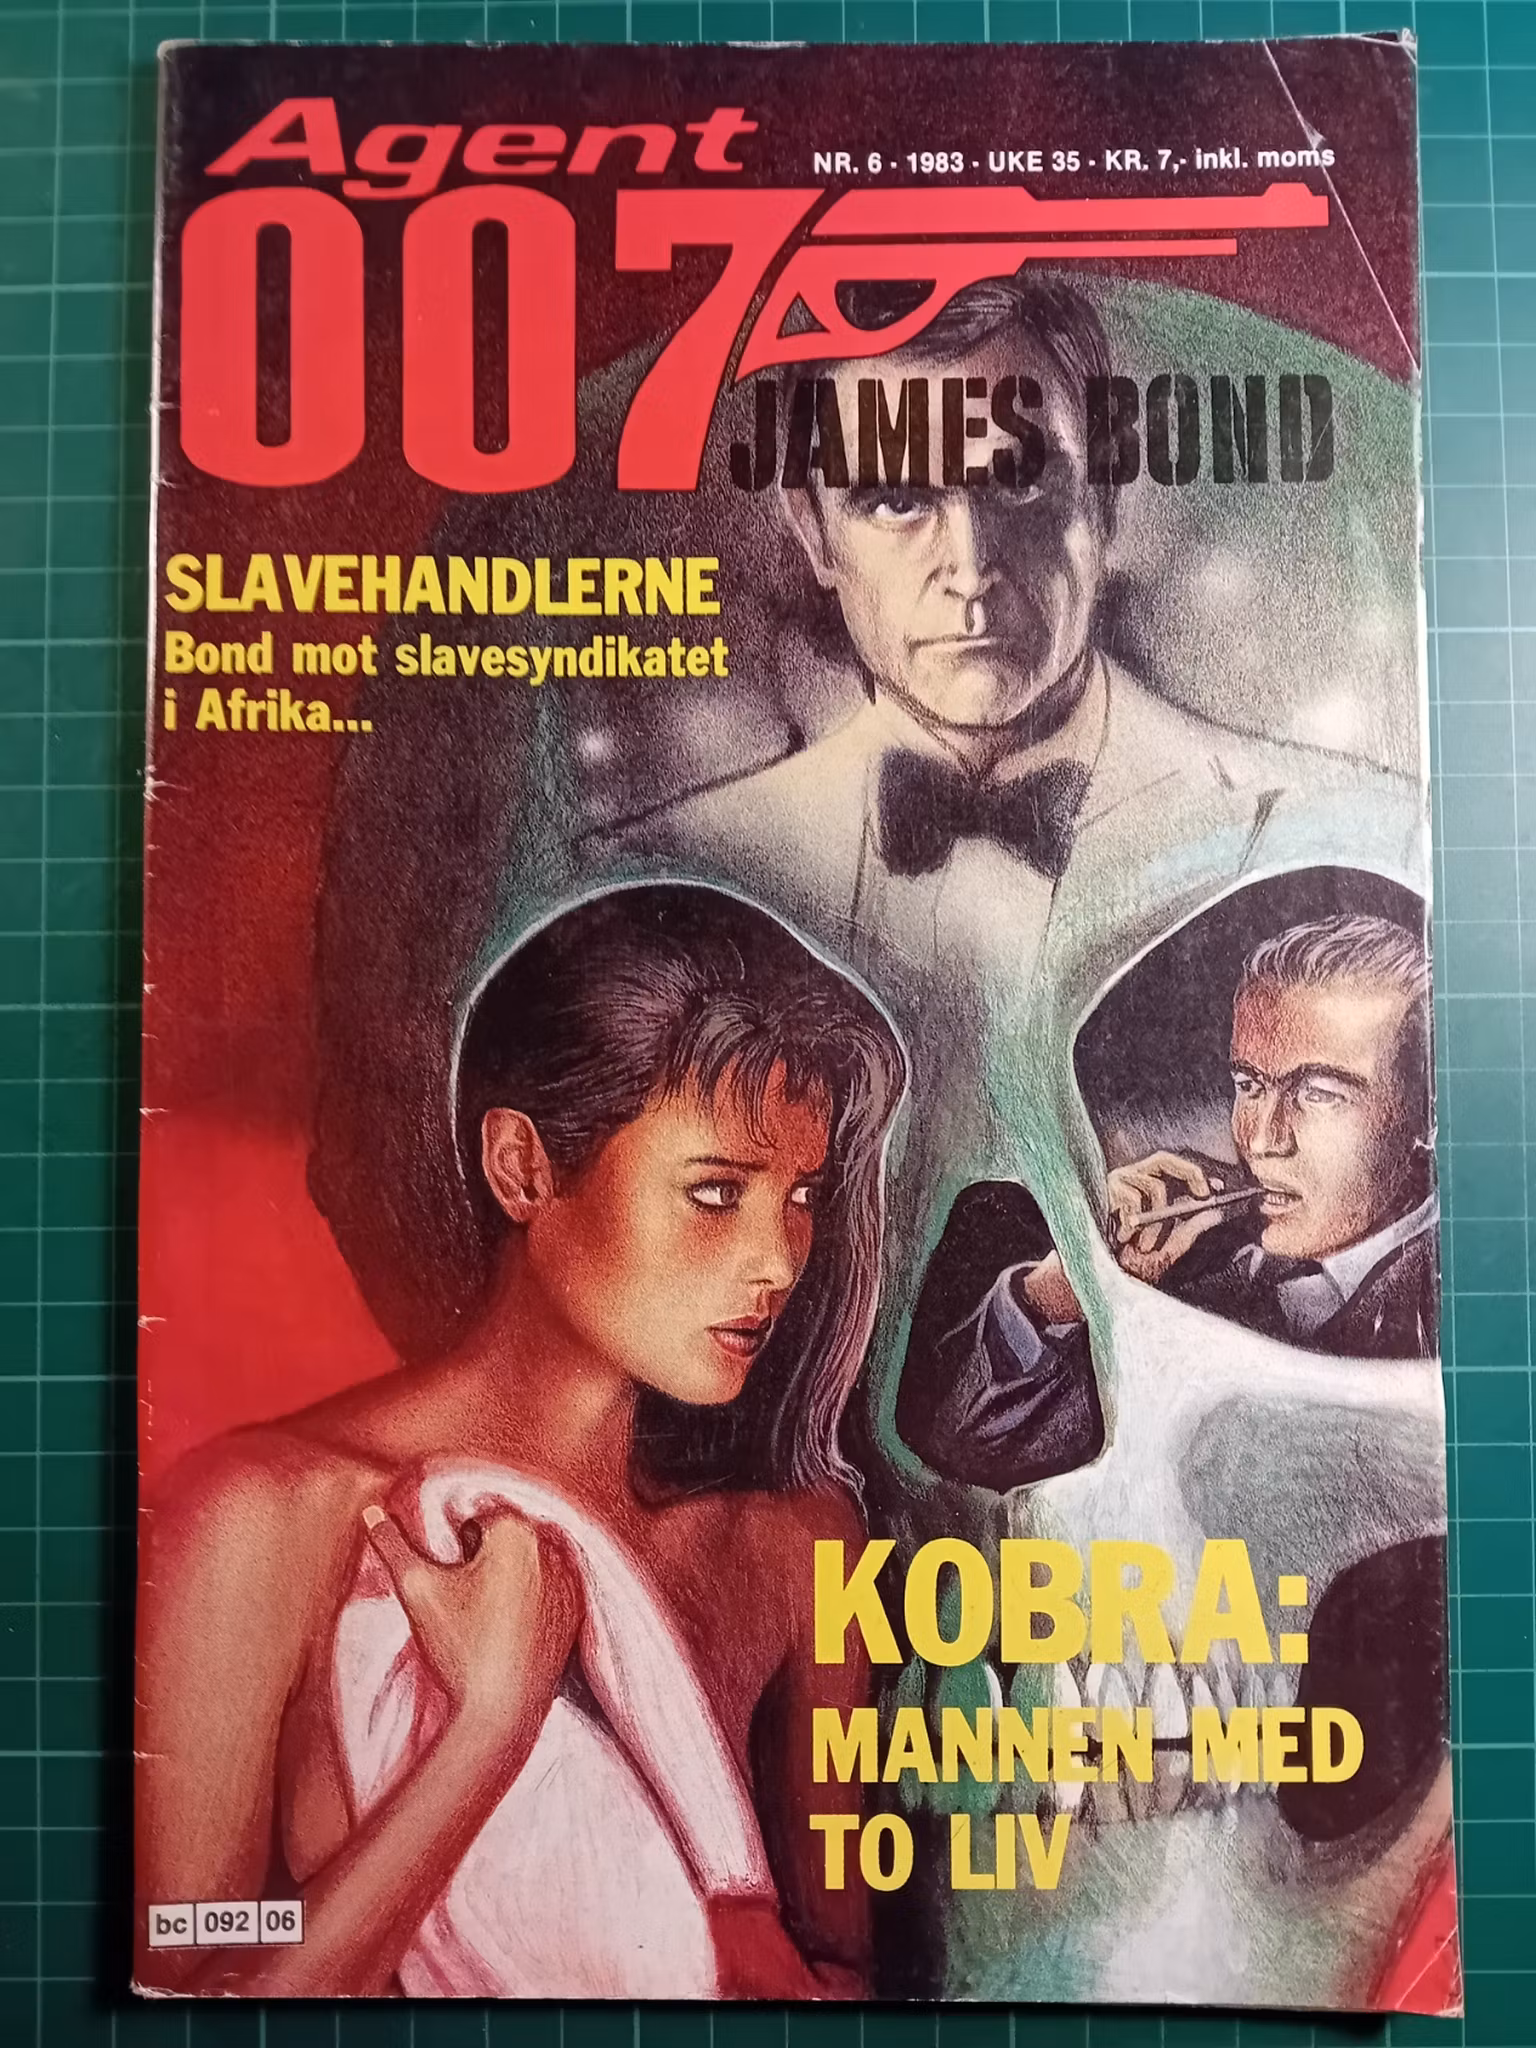 Agent
NR. 6 - 1983 - UKE 35 - KR. 7,- inkl. moms
007
JAMES BOND
SLAVEHANDLERNE
Bond mot slavesyndikatet
i Afrika...
KOBRA:
MANNEN MED
TO LIV
bc 092 06